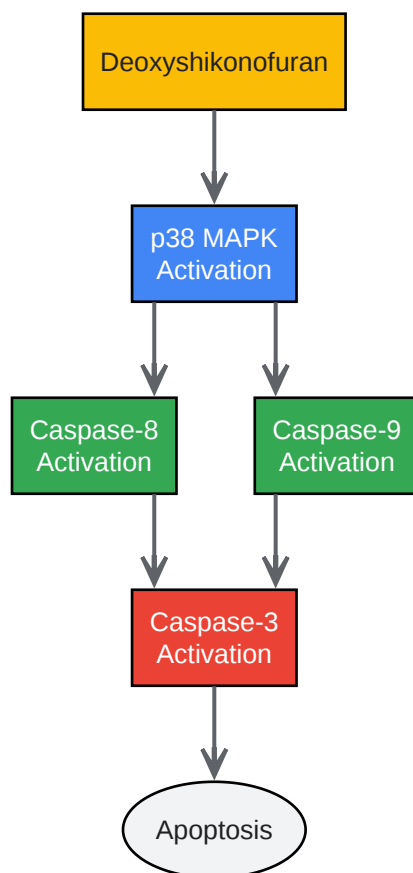 Deoxyshikonofuran
p38 MAPK
Activation
Caspase-8
Activation
Caspase-9
Activation
Caspase-3
Activation
Apoptosis